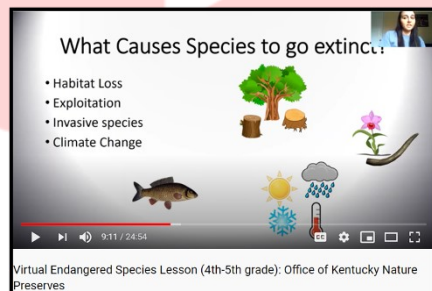 What Causes Species to go extinct?
• Habitat Loss
• Exploitation
• Invasive species
• Climate Change
9:11 / 24:54
CC
Virtual Endangered Species Lesson (4th-5th grade): Office of Kentucky Nature
Preserves